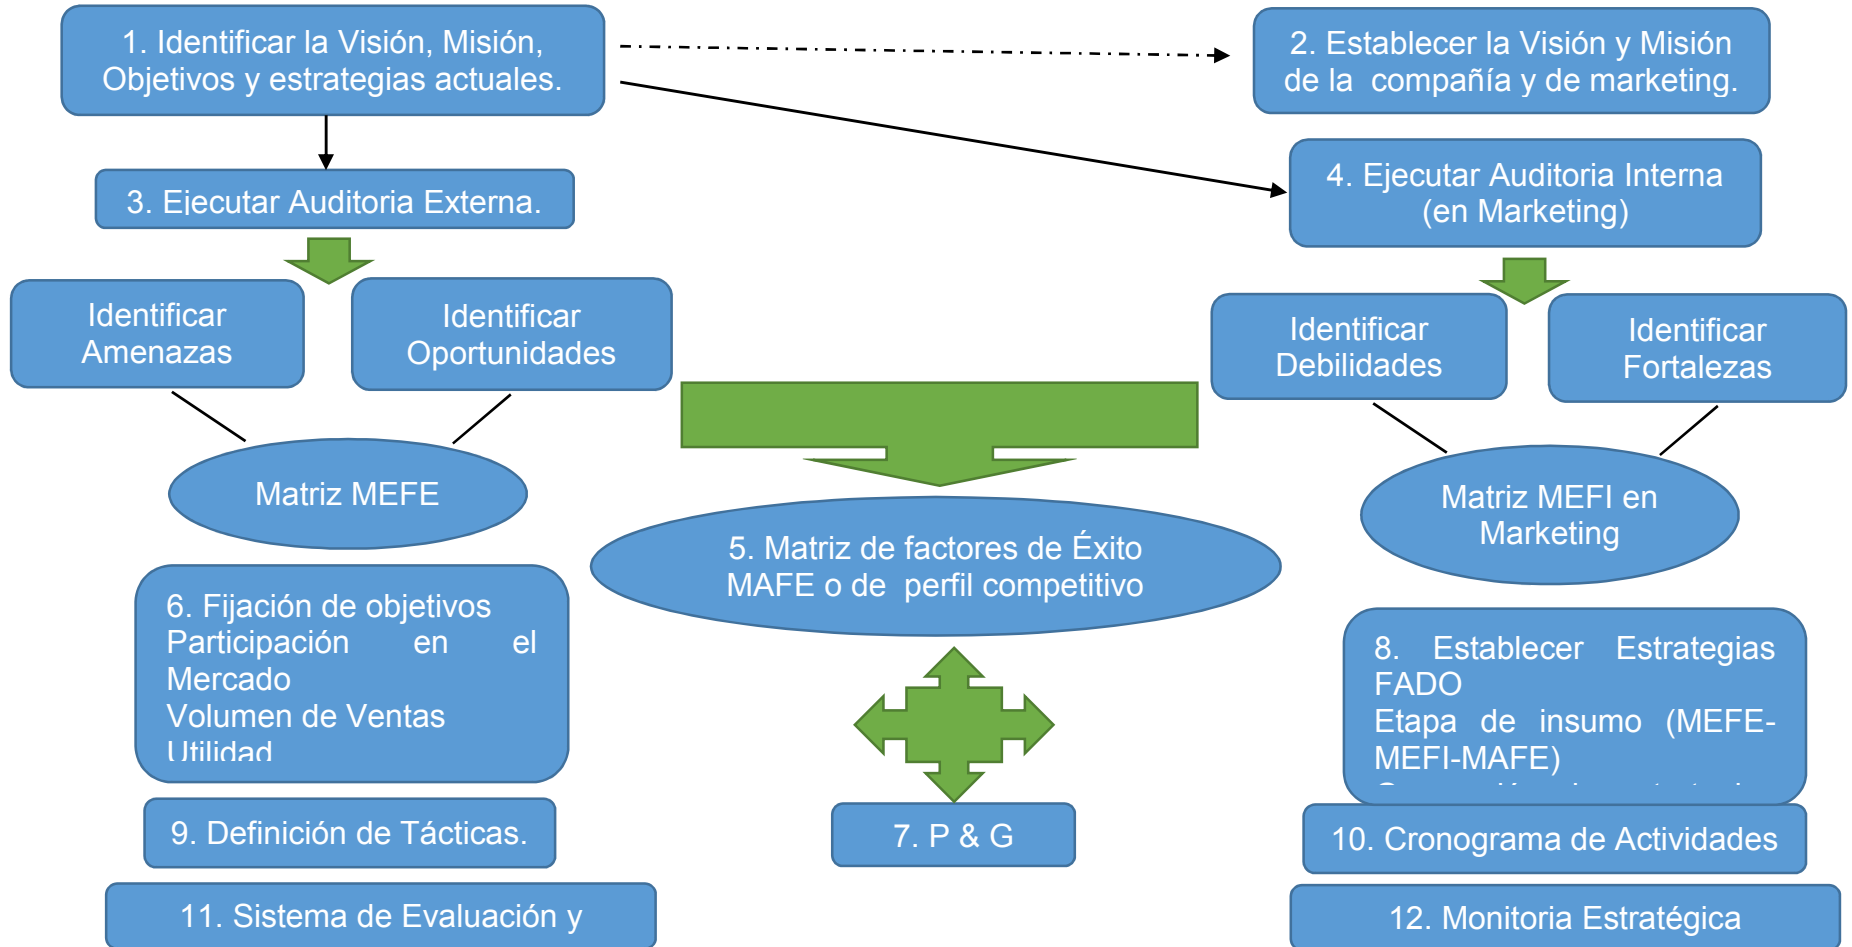 1. Identificar la Visión, Misión,
Objetivos y estrategias actuales.
2. Establecer la Visión y Misión
de la compañía y de marketing.
3. Ejecutar Auditoria Externa.
4. Ejecutar Auditoria Interna
(en Marketing)
Identificar
Amenazas
Identificar
Oportunidades
Identificar
Debilidades
Identificar
Fortalezas
Matriz MEFE
Matriz MEFI en
Marketing
5. Matriz de factores de Éxito
MAFE o de perfil competitivo
6. Fijación de objetivos
Participación en el
Mercado
Volumen de Ventas
Utilidad
7. P & G
8. Establecer Estrategias
FADO
Etapa de insumo (MEFE-
MEFI-MAFE)
9. Definición de Tácticas.
10. Cronograma de Actividades
11. Sistema de Evaluación y
12. Monitoria Estratégica